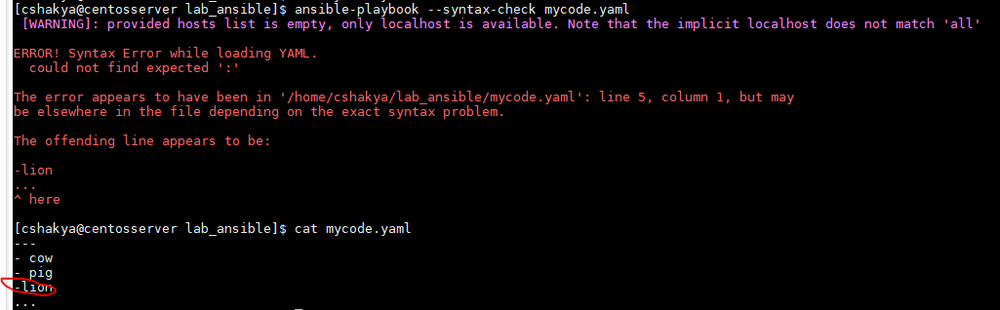 [cshakya@centosserver lab_ansible]$ ansible-playbook --syntax-check mycode.yaml
[WARNING]: provided hosts list is empty, only localhost is available. Note that the implicit localhost does not match 'all'
ERROR! Syntax Error while loading YAML.
could not find expected ':'
The error appears to have been in '/home/cshakya/lab_ansible/mycode.yaml': line 5, column 1, but may
be elsewhere in the file depending on the exact syntax problem.
The offending line appears to be:
-lion
...
^ here
[cshakya@centosserver lab_ansible]$ cat mycode.yaml
---
- cow
- pig
-lion
...